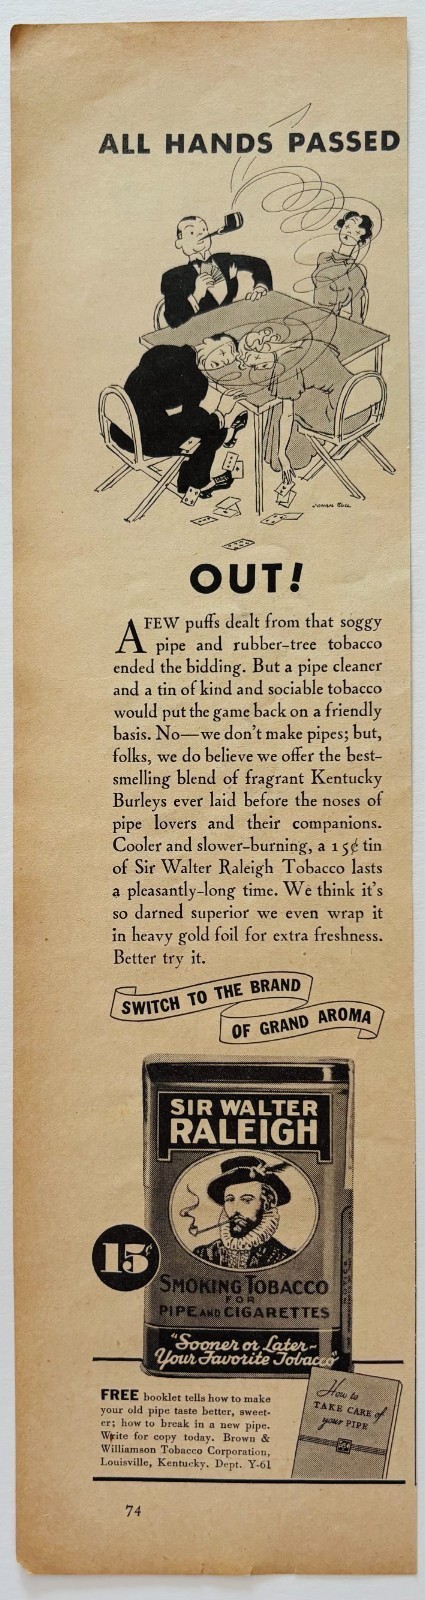 ALL HANDS PASSED
OUT!
A FEW puffs dealt from that soggy
pipe and rubber-tree tobacco
ended the bidding. But a pipe cleaner
and a tin of kind and sociable tobacco
would put the game back on a friendly
basis. No—we don't make pipes; but,
folks, we do believe we offer the best-
smelling blend of fragrant Kentucky
Burleys ever laid before the noses of
pipe lovers and their companions.
Cooler and slower-burning, a 15¢ tin
of Sir Walter Raleigh Tobacco lasts
a pleasantly-long time. We think it's
so darned superior we even wrap it
in heavy gold foil for extra freshness.
Better try it.
SWITCH TO THE BRAND
OF GRAND AROMA
SIR WALTER
RALEIGH
15¢
SMOKING TOBACCO
FOR
PIPE AND CIGARETTES
NOTICE
"Sooner or Later-
Your Favorite Tobacco"
FREE booklet tells how to make
your old pipe taste better, sweet-
er; how to break in a new pipe.
Write for copy today. Brown &
Williamson Tobacco Corporation,
Louisville, Kentucky. Dept. Y-61
How to
TAKE CARE of
your PIPE
74